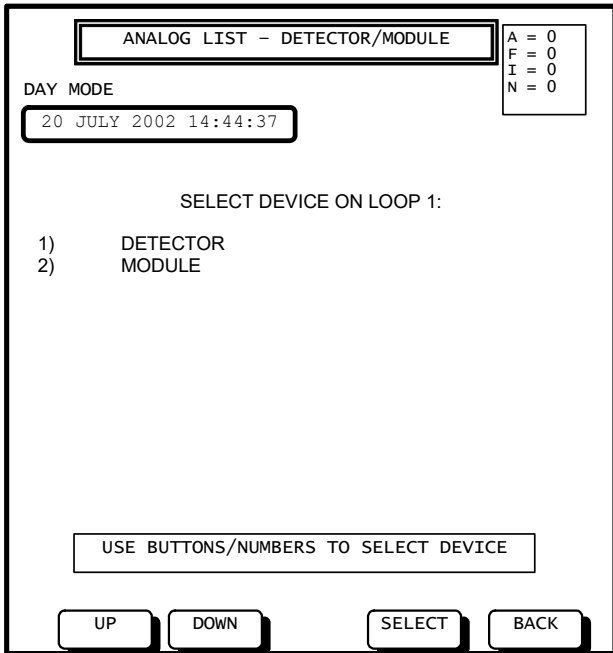 ANALOG LIST – DETECTOR/MODULE
A = 0
F = 0
I = 0
N = 0
DAY MODE
20 JULY 2002 14:44:37
SELECT DEVICE ON LOOP 1:
1) DETECTOR
2) MODULE
USE BUTTONS/NUMBERS TO SELECT DEVICE
UP DOWN SELECT BACK